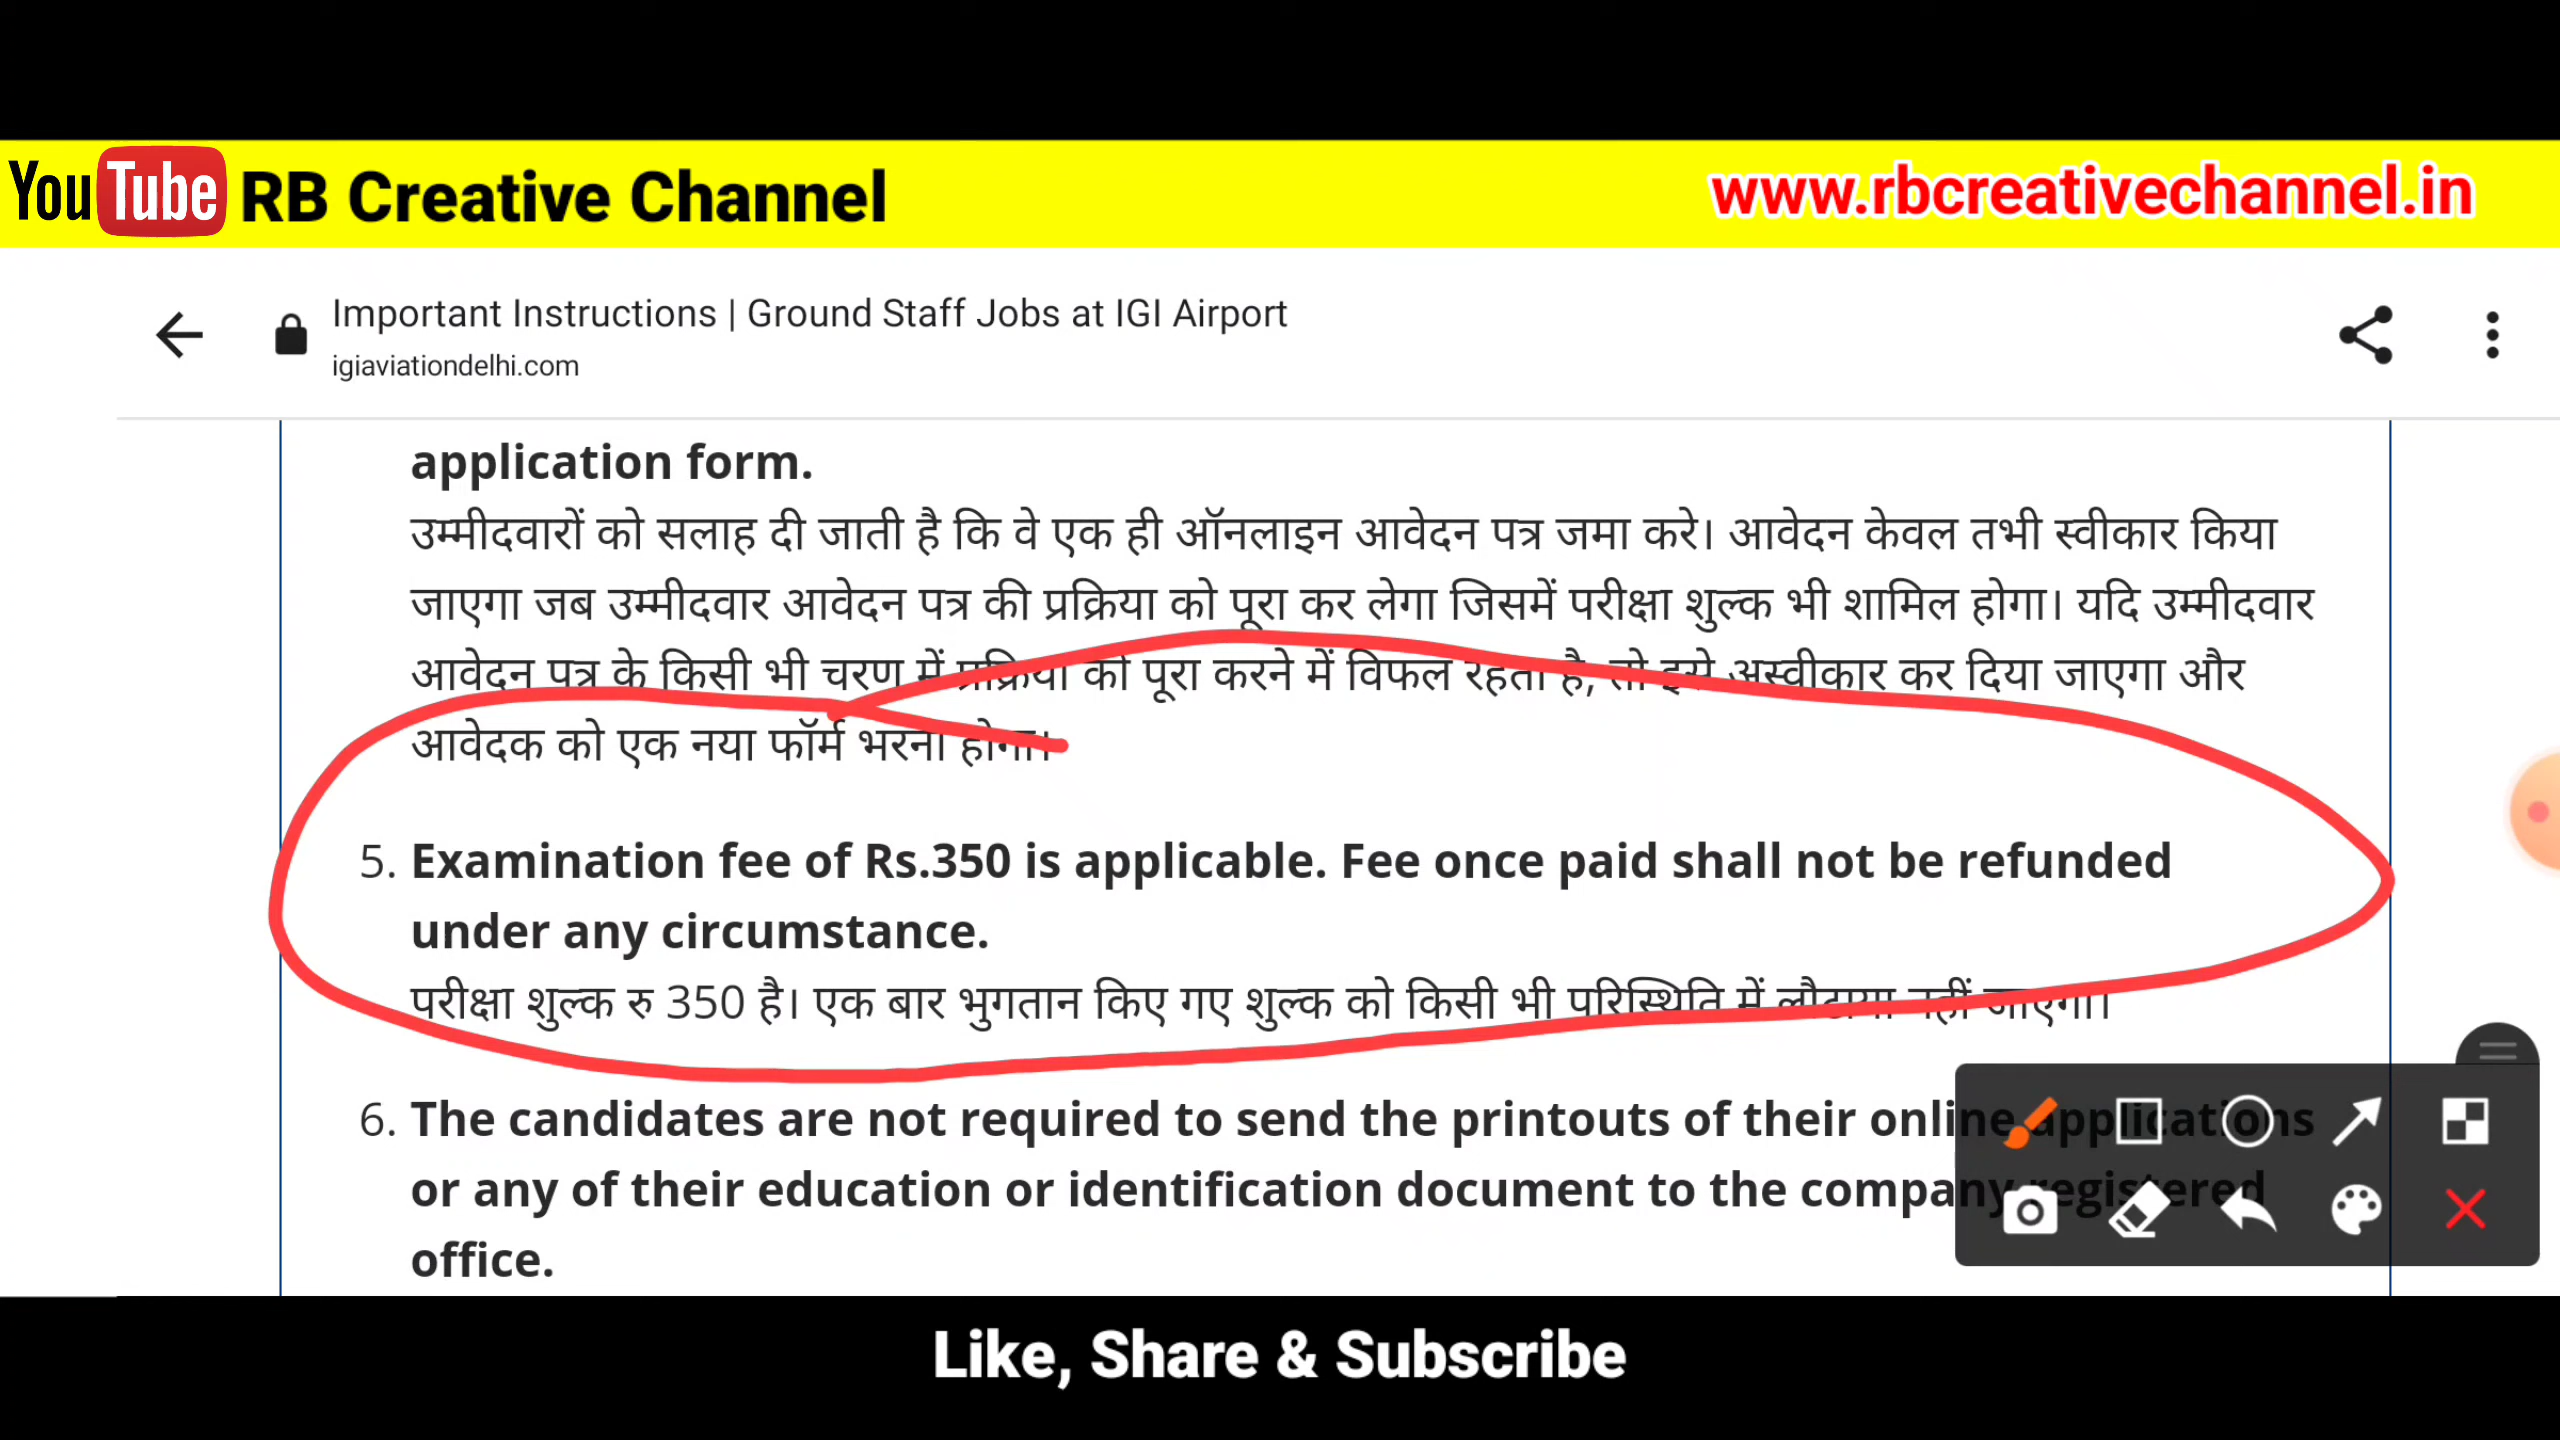 YouTube RB Creative Channel
www.rbcreativechannel.in
Important Instructions | Ground Staff Jobs at IGI Airport
igiaviationdelhi.com
application form.
उम्मीदवारों को सलाह दी जाती है कि वे एक ही ऑनलाइन आवेदन पत्र जमा करे। आवेदन केवल तभी स्वीकार किया
जाएगा जब उम्मीदवार आवेदन पत्र की प्रक्रिया को पूरा कर लेगा जिसमें परीक्षा शुल्क भी शामिल होगा। यदि उम्मीदवार
आवेदन पत्र के किसी भी चरण में प्रक्रिया को पूरा करने में विफल रहता है, तो इसे अस्वीकार कर दिया जाएगा और
आवेदक को एक नया फॉर्म भरना होगा।
5. Examination fee of Rs.350 is applicable. Fee once paid shall not be refunded
under any circumstance.
परीक्षा शुल्क रु 350 है। एक बार भुगतान किए गए शुल्क को किसी भी परिस्थिति में लौटाया नहीं जाएगा।
6. The candidates are not required to send the printouts of their online applications
or any of their education or identification document to the company registered
office.
Like, Share & Subscribe